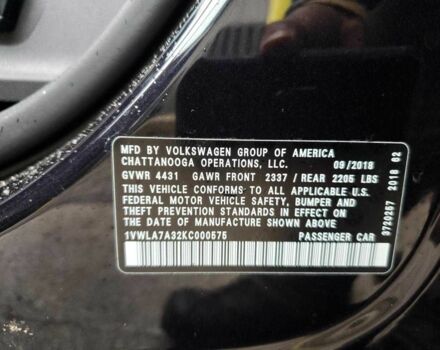 MFD BY VOLKSWAGEN GROUP OF AMERICA
CHATTANOOGA OPERATIONS, LLC. 09/2018
GVWR 4431 GAWR FRONT 2337 / REAR 2205 LBS
THIS VEHICLE CONFORMS TO ALL APPLICABLE U.S.
FEDERAL MOTOR VEHICLE SAFETY, BUMPER AND
THEFT PREVENTION STANDARDS IN EFFECT ON
THE DATE OF MANUFACTURE SHOWN ABOVE
1VWLA7A32KC000575 PASSENGER CAR
9720257 2018 62